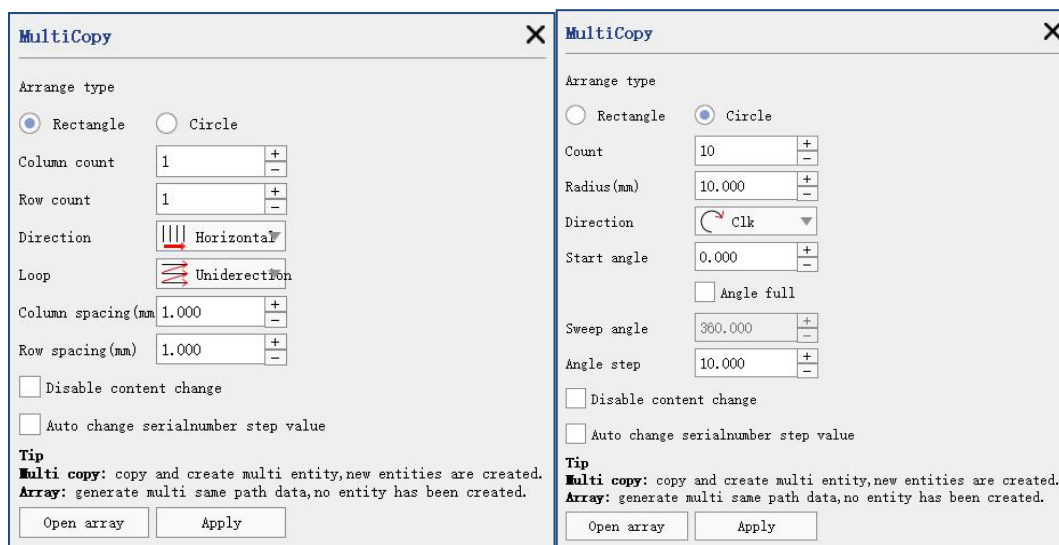 MultiCopy
Arrange type
Rectangle Circle
Column count 1 + −
Row count 1 + −
Direction Horizontal
Loop Uniderection
Column spacing(mm 1.000 + −
Row spacing(mm) 1.000 + −
Disable content change
Auto change serialnumber step value
Tip
Multi copy: copy and create multi entity,new entities are created.
Array: generate multi same path data,no entity has been created.
Open array Apply
MultiCopy
Arrange type
Rectangle Circle
Count 10 + −
Radius(mm) 10.000 + −
Direction Clk
Start angle 0.000 + −
Angle full
Sweep angle 360.000 + −
Angle step 10.000 + −
Disable content change
Auto change serialnumber step value
Tip
Multi copy: copy and create multi entity,new entities are created.
Array: generate multi same path data,no entity has been created.
Open array Apply